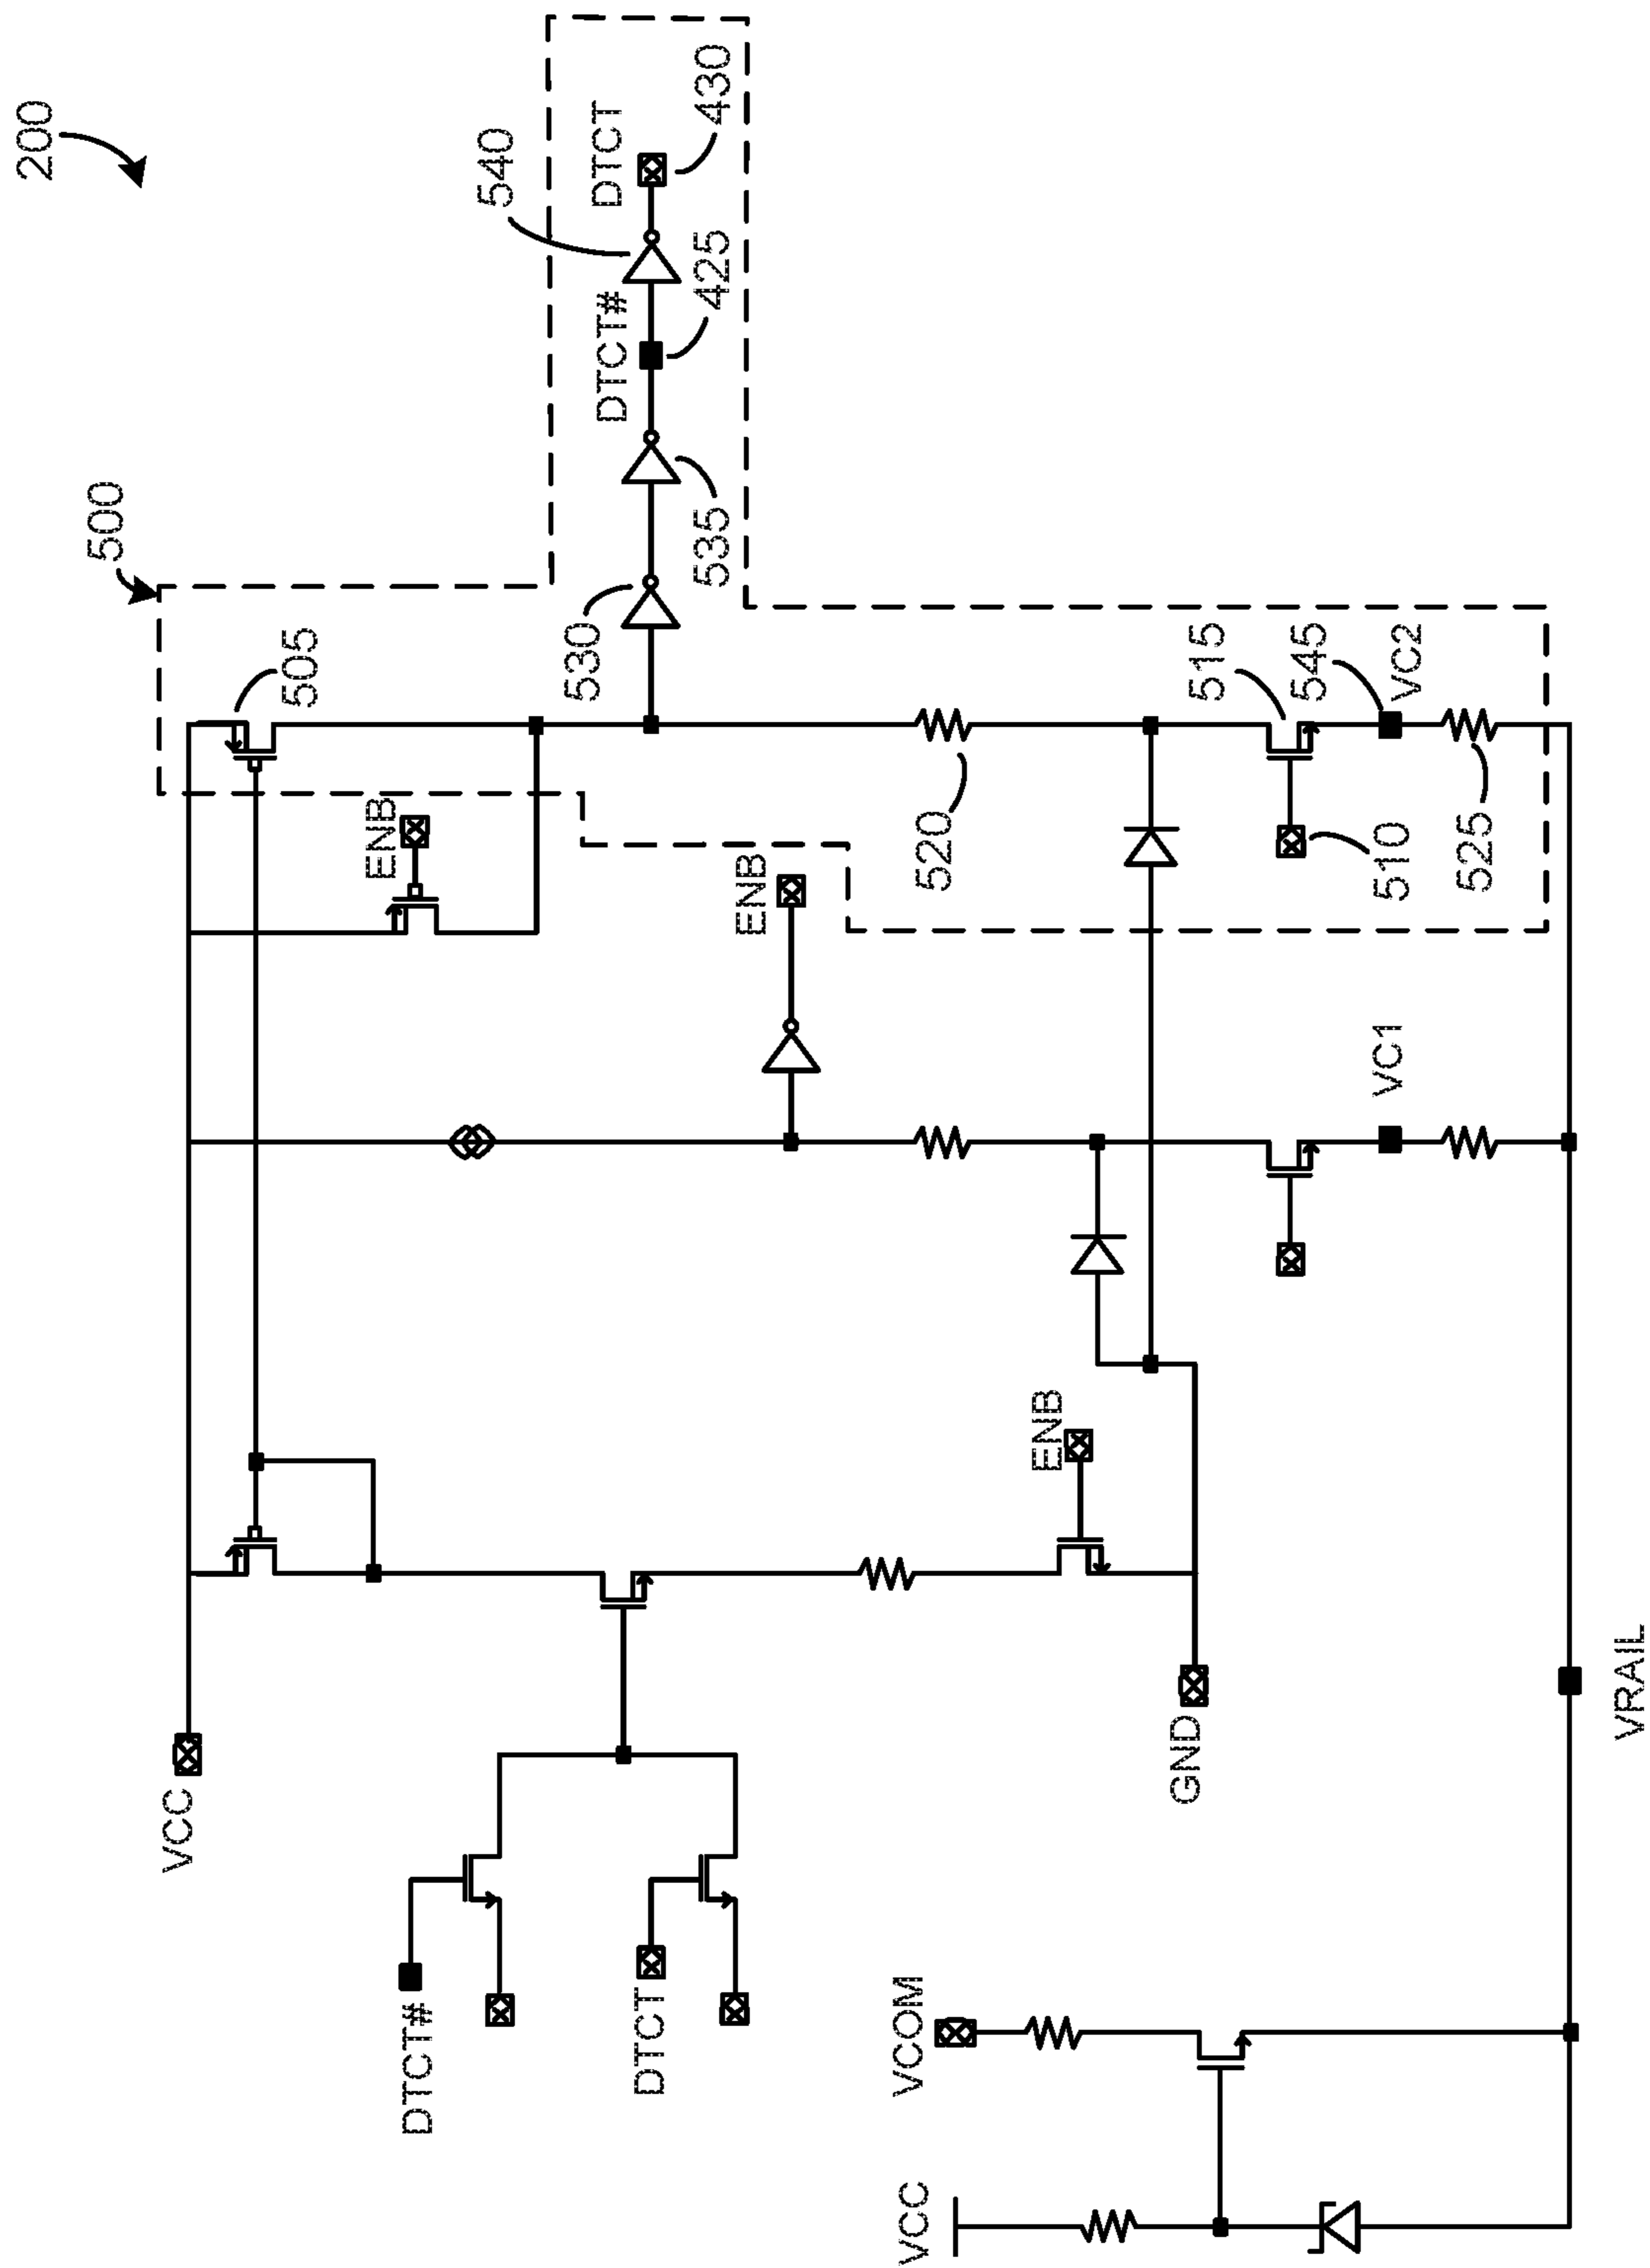 200
500
505
530
535
540
DTCT#
425
DTCT
430
VCC
ENB
ENB
520
515
545
VC2
510
525
VC1
ENB
GND
DTCT#
DTCT
VCOM
VCC
VRAIL